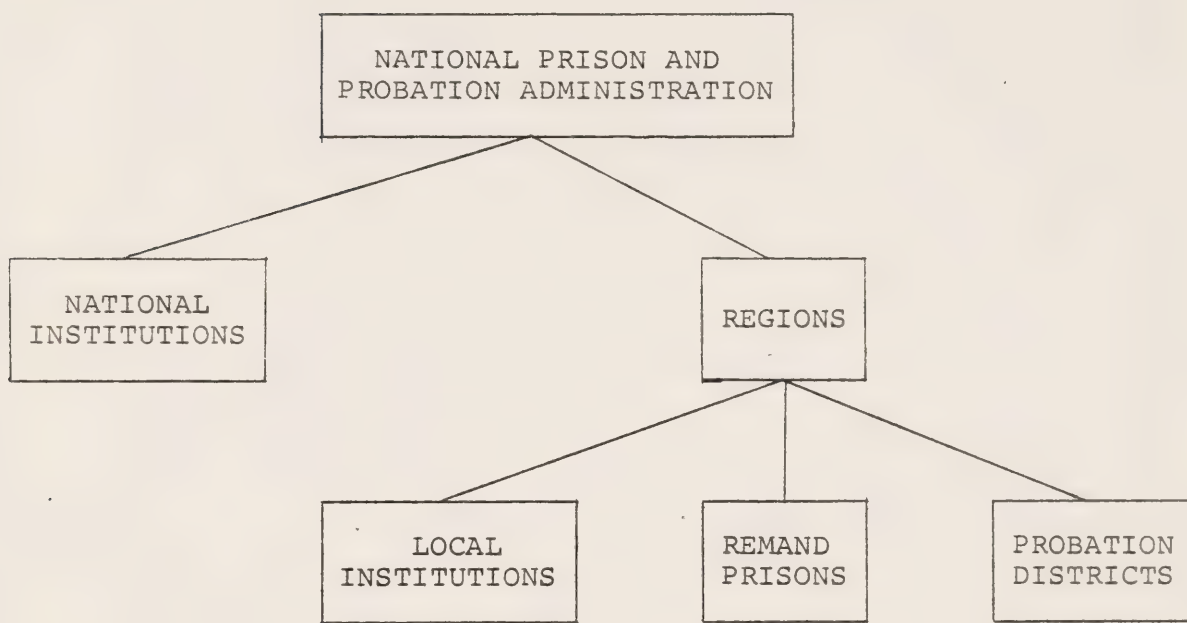 NATIONAL PRISON AND
PROBATION ADMINISTRATION
NATIONAL
INSTITUTIONS
REGIONS
LOCAL
INSTITUTIONS
REMAND
PRISONS
PROBATION
DISTRICTS